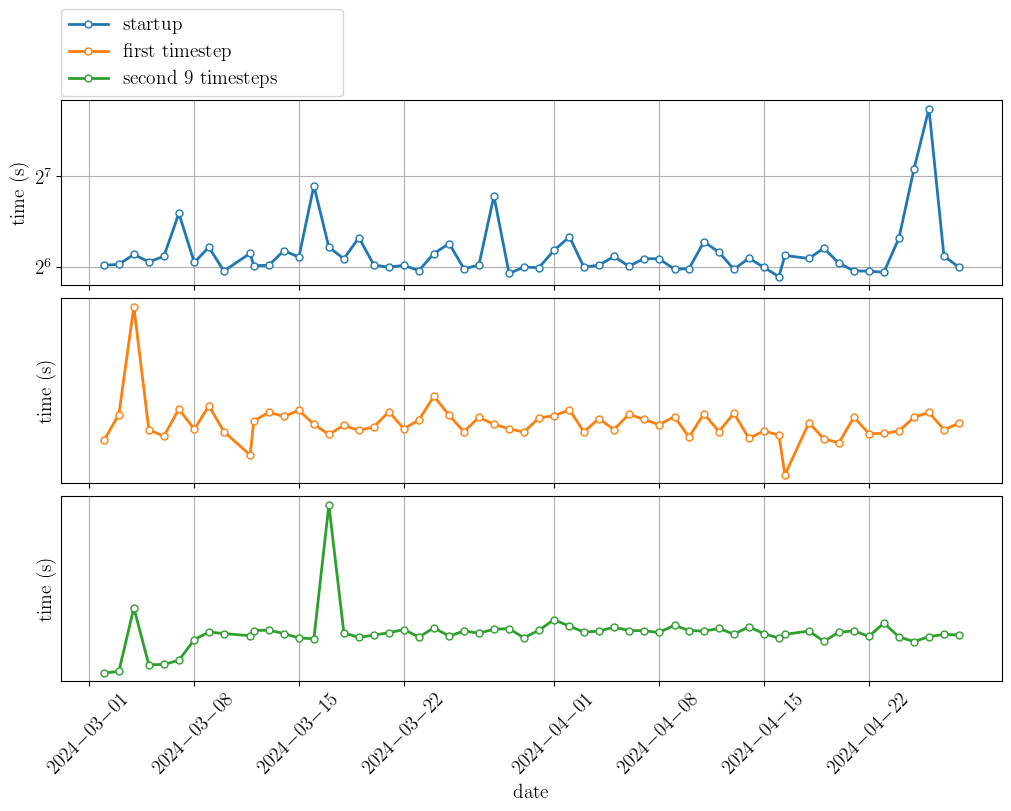 startup
first timestep
second 9 timesteps
time (s)
2^7
2^6
time (s)
time (s)
2024−03−01
2024−03−08
2024−03−15
2024−03−22
2024−04−01
2024−04−08
2024−04−15
2024−04−22
date